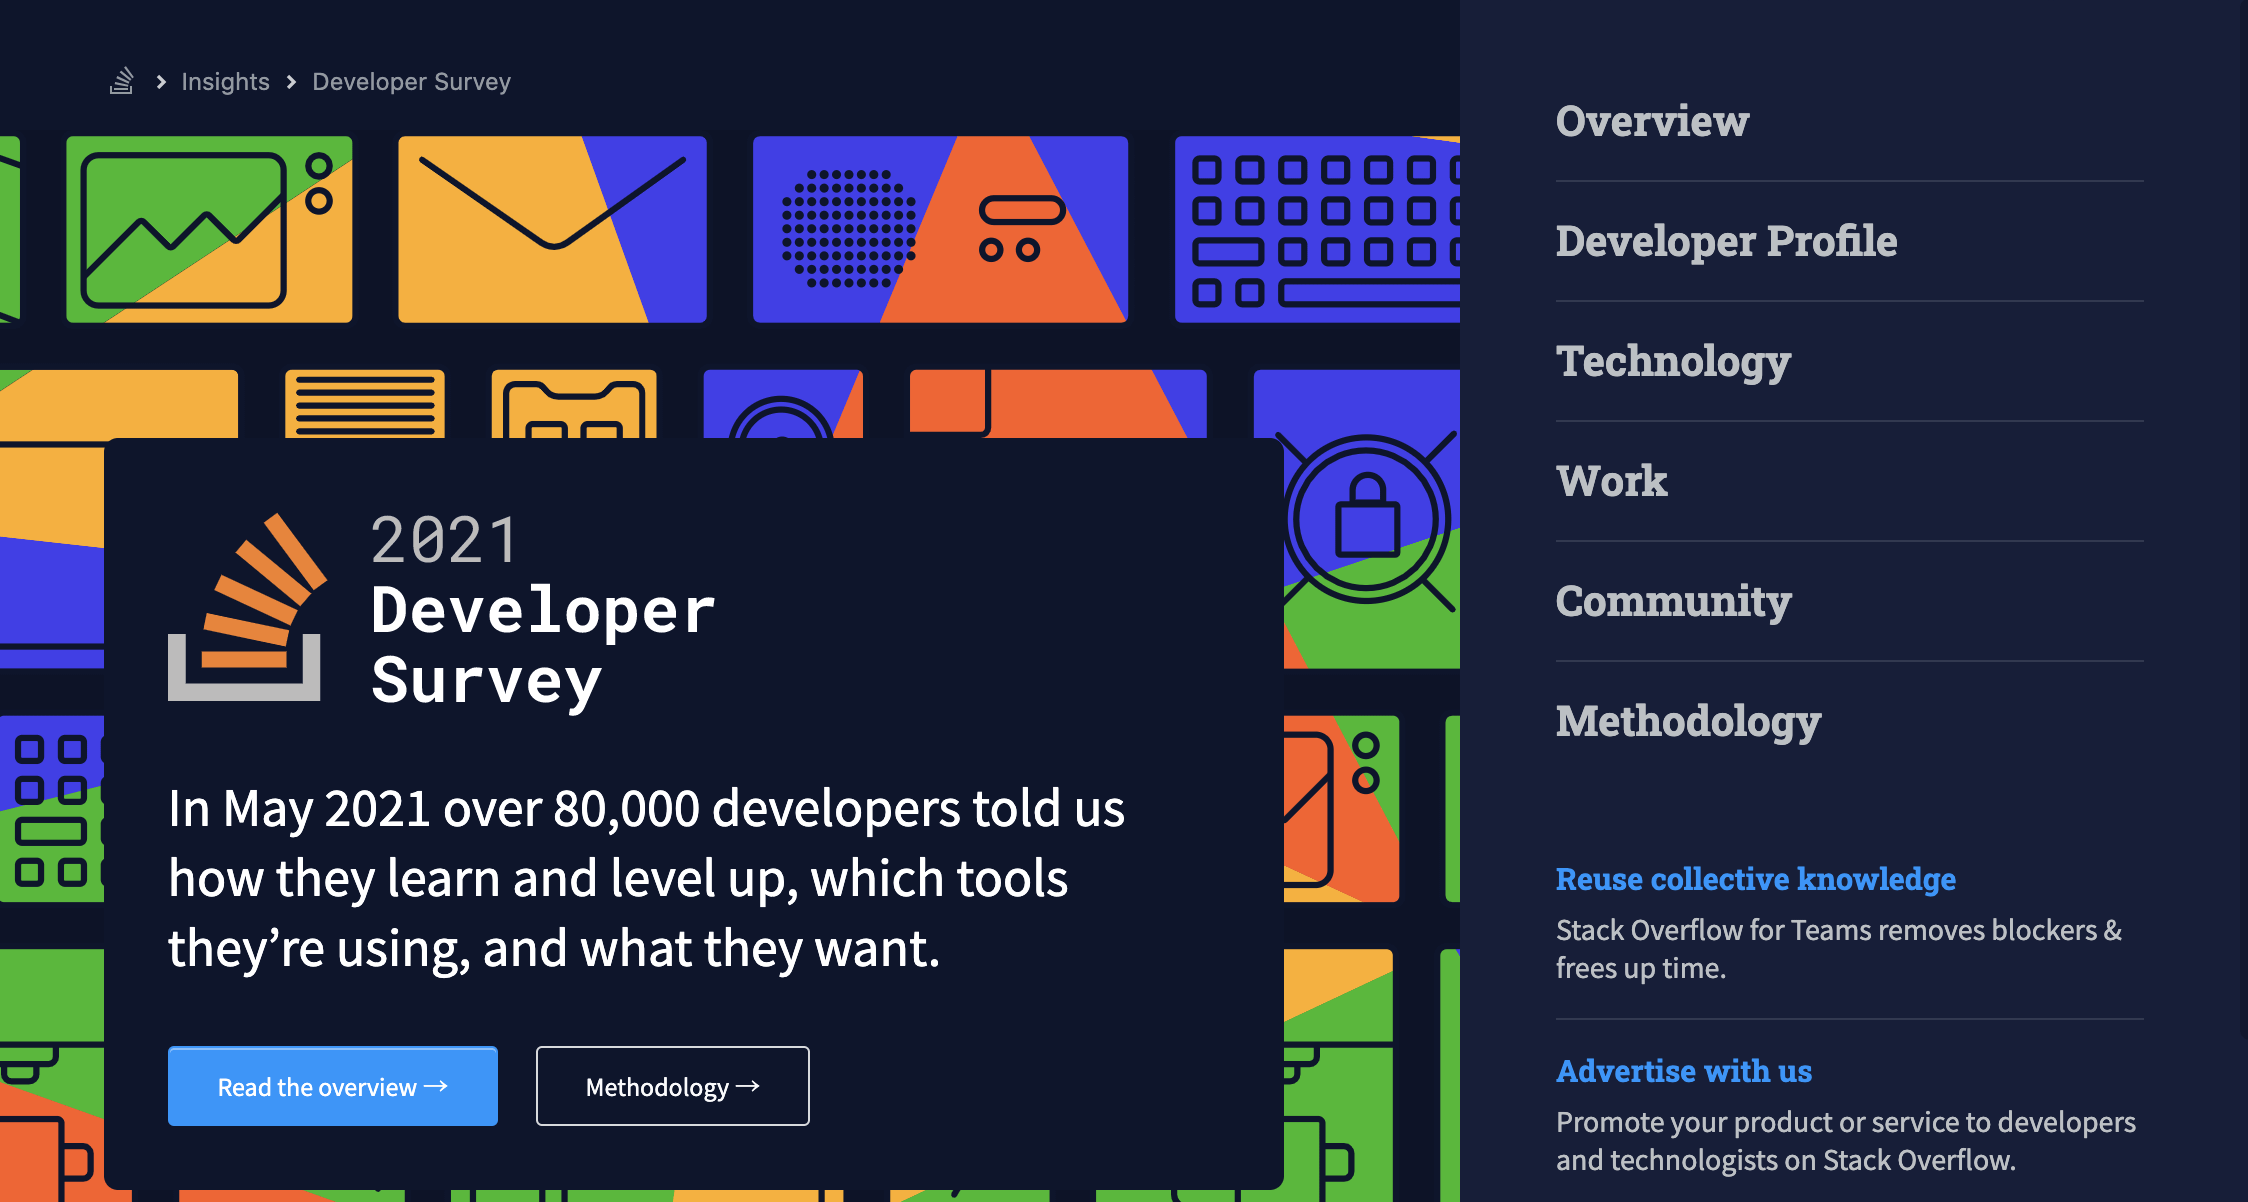 Insights
Developer Survey
2021
Developer
Survey
In May 2021 over 80,000 developers told us
how they learn and level up, which tools
they’re using, and what they want.
Read the overview →
Methodology →
Overview
Developer Profile
Technology
Work
Community
Methodology
Reuse collective knowledge
Stack Overflow for Teams removes blockers &
frees up time.
Advertise with us
Promote your product or service to developers
and technologists on Stack Overflow.